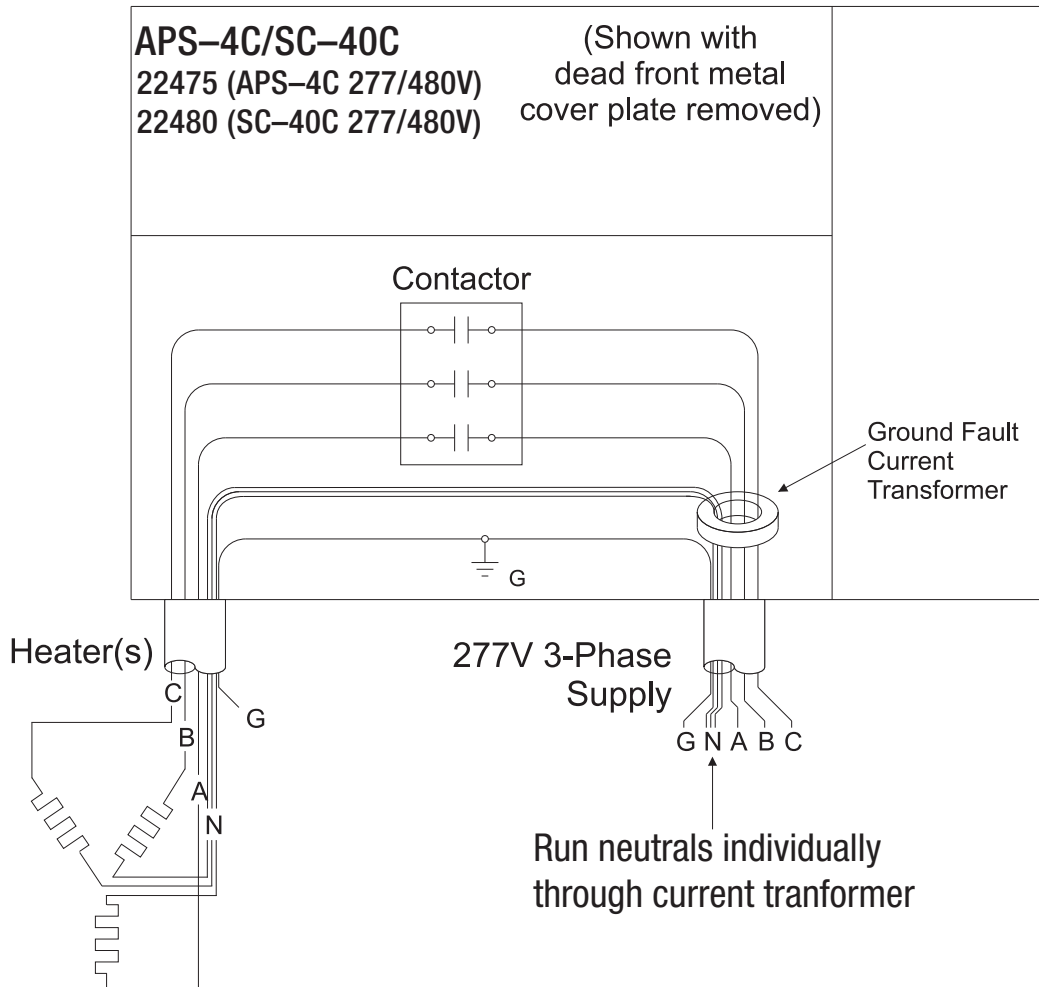 APS–4C/SC–40C
22475 (APS–4C 277/480V)
22480 (SC–40C 277/480V)
(Shown with
dead front metal
cover plate removed)
Contactor
Ground Fault
Current
Transformer
G
Heater(s)
277V 3-Phase
Supply
C
G
B
A
N
G N A B C
Run neutrals individually
through current tranformer